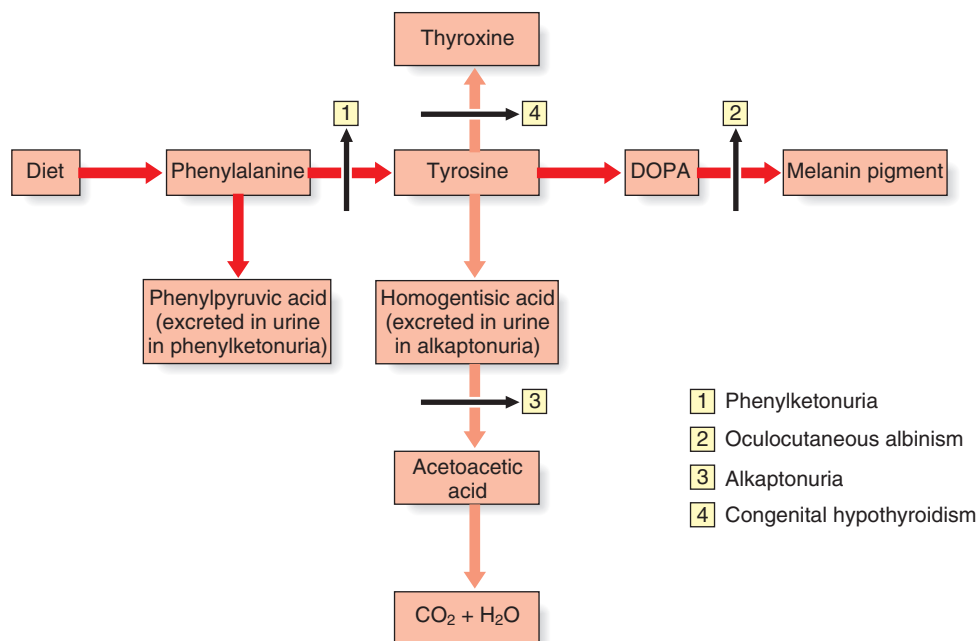 Thyroxine
1
4
2
Diet
Phenylalanine
Tyrosine
DOPA
Melanin pigment
Phenylpyruvic acid
(excreted in urine
in phenylketonuria)
Homogentisic acid
(excreted in urine
in alkaptonuria)
3
Acetoacetic
acid
CO₂ + H₂O
1 Phenylketonuria
2 Oculocutaneous albinism
3 Alkaptonuria
4 Congenital hypothyroidism